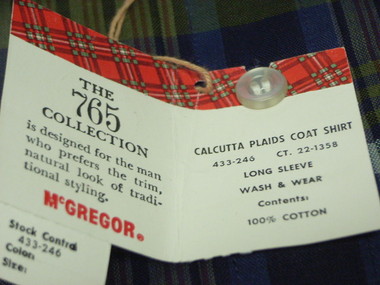 THE
765
COLLECTION
is designed for the man
who prefers the trim,
natural look of tradi-
tional styling.
McGREGOR®
Stock Control
433-246
Color:
Size:
CALCUTTA PLAIDS COAT SHIRT
433-246 CT. 22-1358
LONG SLEEVE
WASH & WEAR
Contents:
100% COTTON